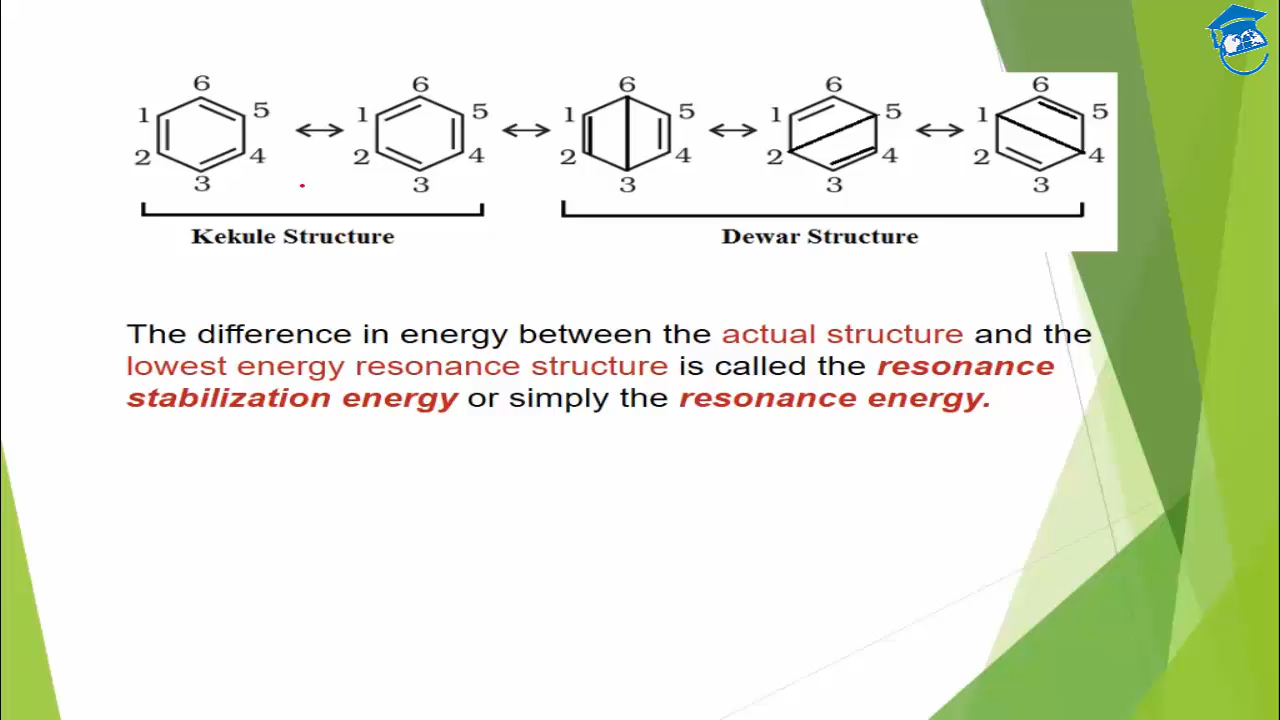 6 6 6 6 6
1 5 1 5 1 5 1 5 1 5
2 4 2 4 2 4 2 4 2 4
3 3 3 3 3
Kekule Structure Dewar Structure
The difference in energy between the actual structure and the
lowest energy resonance structure is called the resonance
stabilization energy or simply the resonance energy.